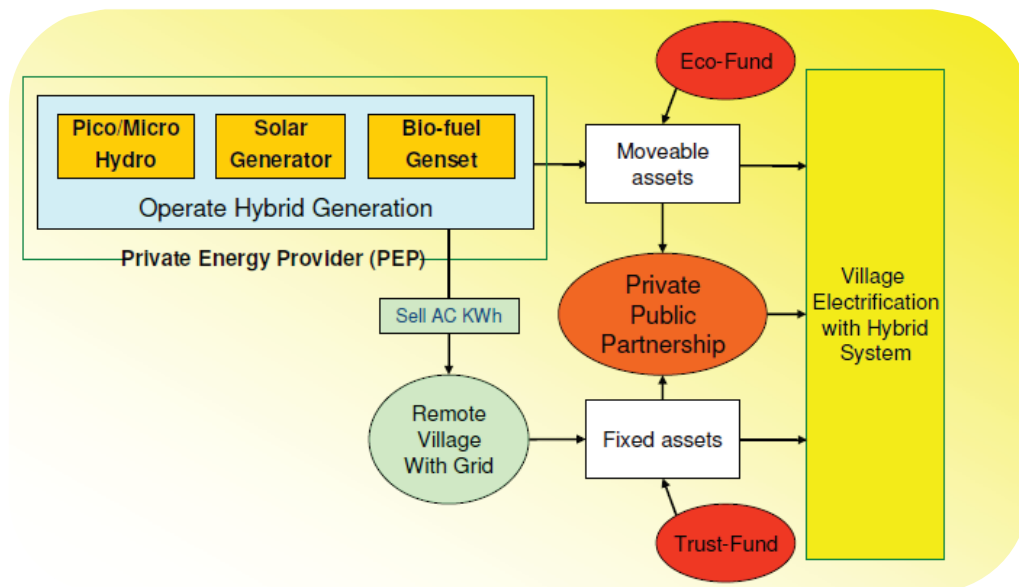 Eco-Fund
Pico/Micro
Hydro
Solar
Generator
Bio-fuel
Genset
Operate Hybrid Generation
Private Energy Provider (PEP)
Moveable
assets
Sell AC KWh
Private
Public
Partnership
Village
Electrification
with Hybrid
System
Remote
Village
With Grid
Fixed assets
Trust-Fund